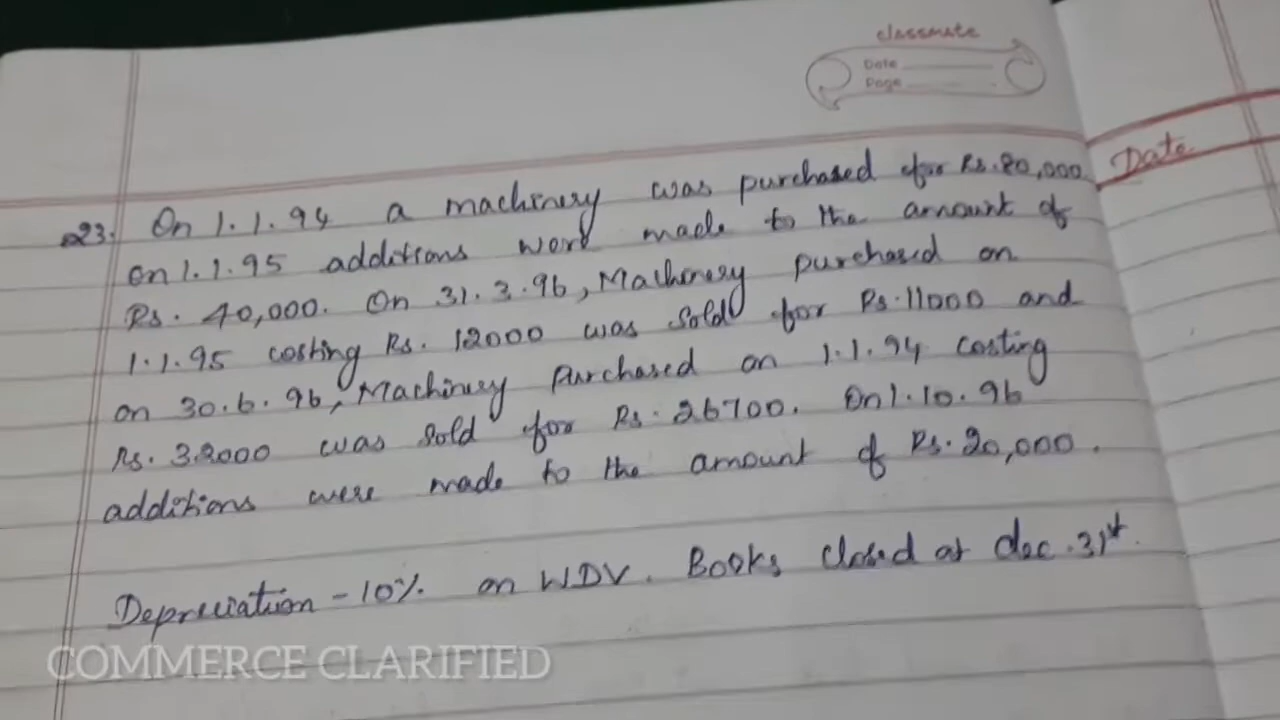 classmate
Date
Page
Date
23. On 1.1.94 a machinery was purchased for Rs.80,000
on 1.1.95 additions were made to the amount of
Rs. 40,000. On 31.3.96, Machinery purchased on
1.1.95 costing Rs. 12000 was sold for Rs.11000 and
on 30.6.96, Machinery purchased on 1.1.94 costing
Rs. 32000 was sold for Rs. 26700. On 1.10.96
additions were made to the amount of Rs. 20,000.
Depreciation - 10% on WDV. Books closed at dec. 31st.
COMMERCE CLARIFIED